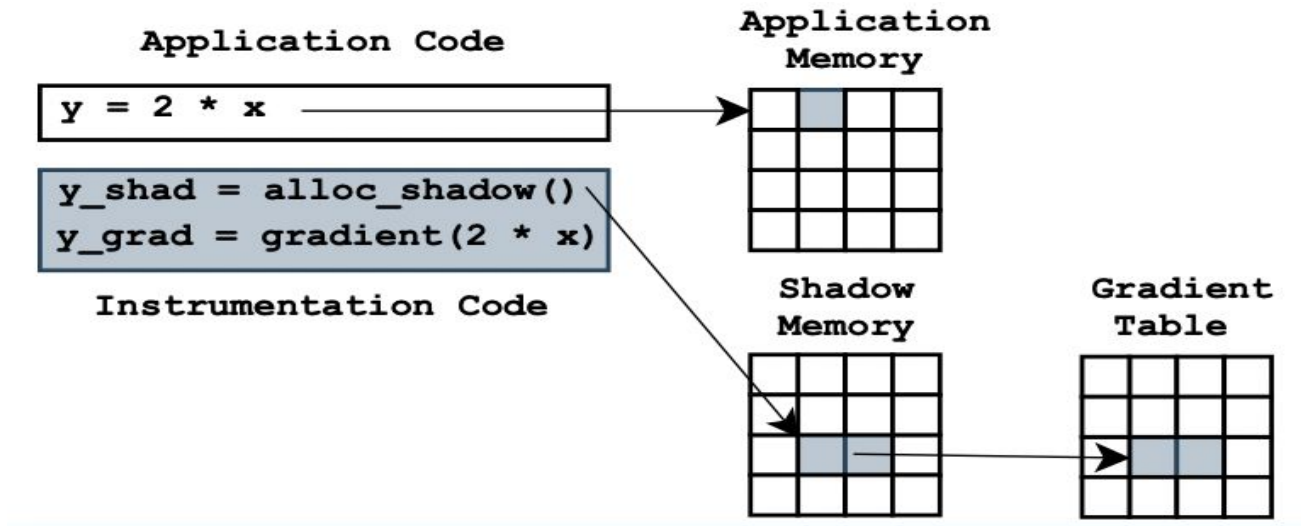 Application Code
Application
Memory
y = 2 * x
y_shad = alloc_shadow()
y_grad = gradient(2 * x)
Instrumentation Code
Shadow
Memory
Gradient
Table